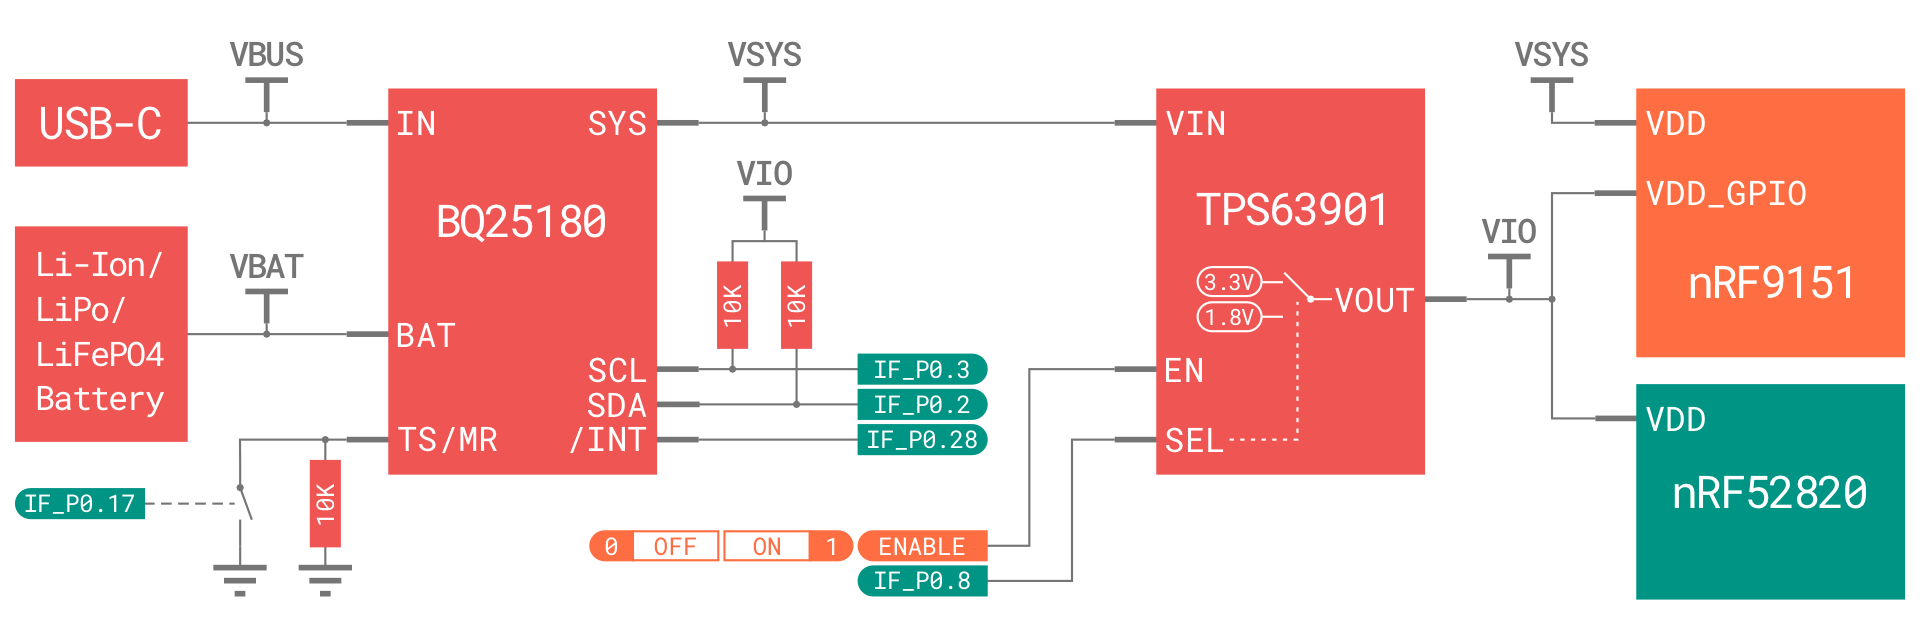 VBUS
VSYS
VSYS
USB-C
IN
SYS
VIN
VDD
VIO
BQ25180
TPS63901
VDD_GPIO
VIO
Li-Ion/
LiPo/
LiFePO4
Battery
VBAT
BAT
10K
10K
3.3V
1.8V
VOUT
nRF9151
SCL
IF_P0.3
EN
SDA
IF_P0.2
VDD
TS/MR
/INT
IF_P0.28
SEL
IF_P0.17
10K
nRF52820
0 OFF ON 1 ENABLE
IF_P0.8